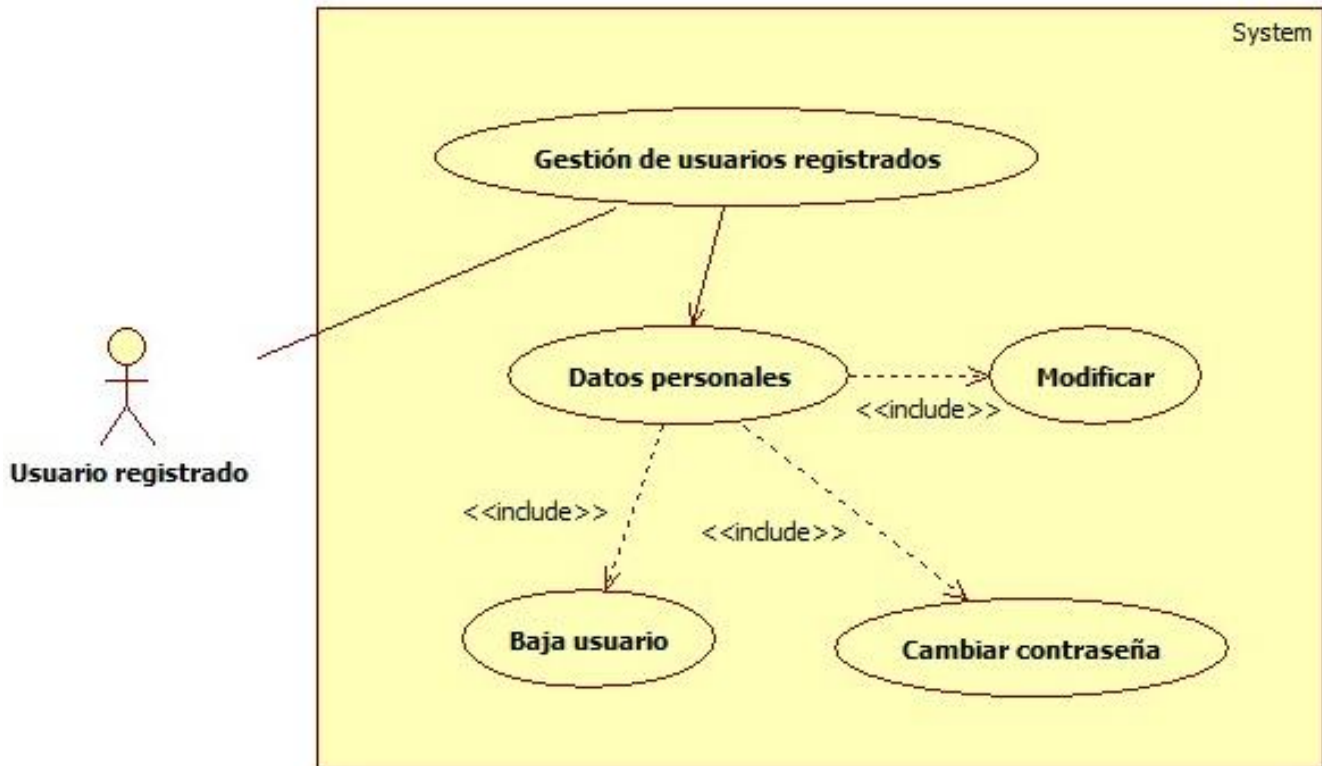 System
Gestión de usuarios registrados
Datos personales
Modificar
<<include>>
Usuario registrado
<<include>>
<<include>>
Baja usuario
Cambiar contraseña